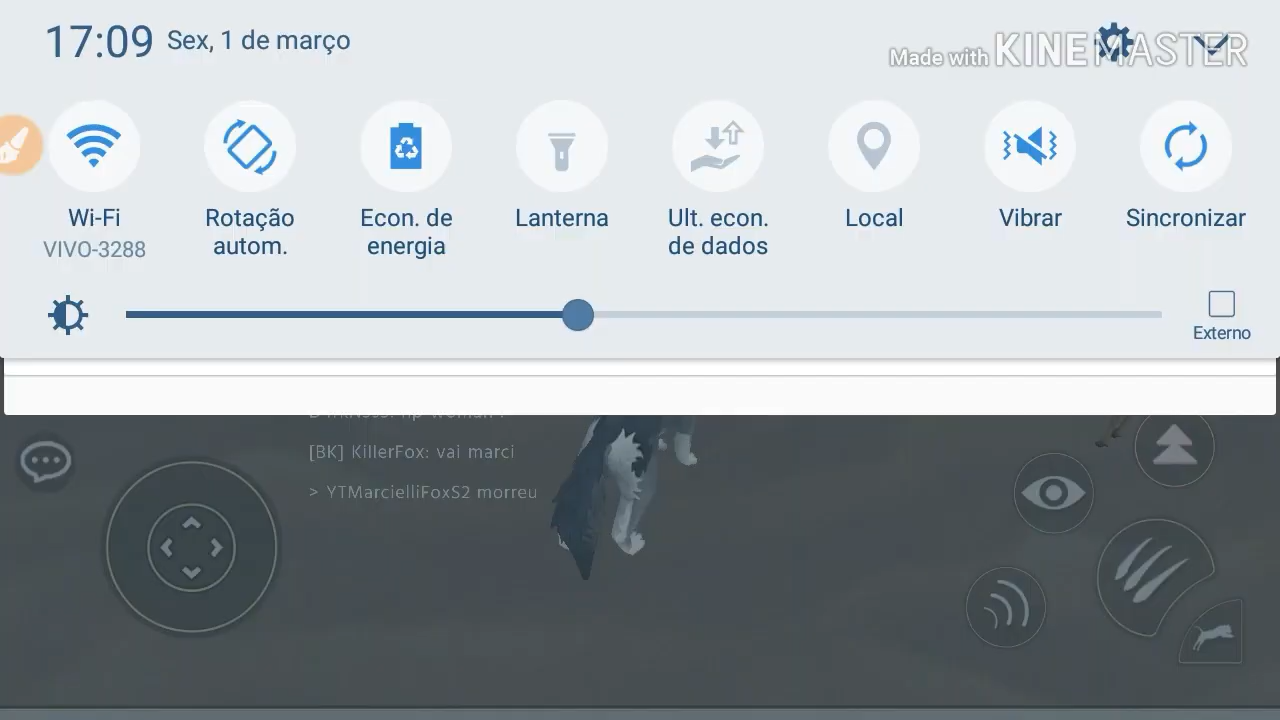 17:09 Sex, 1 de março
Made with KINEMASTER
Wi-Fi
VIVO-3288
Rotação
autom.
Econ. de
energia
Lanterna
Ult. econ.
de dados
Local
Vibrar
Sincronizar
Externo
[BK] KillerFox: vai marci
> YTMarcielliFoxS2 morreu